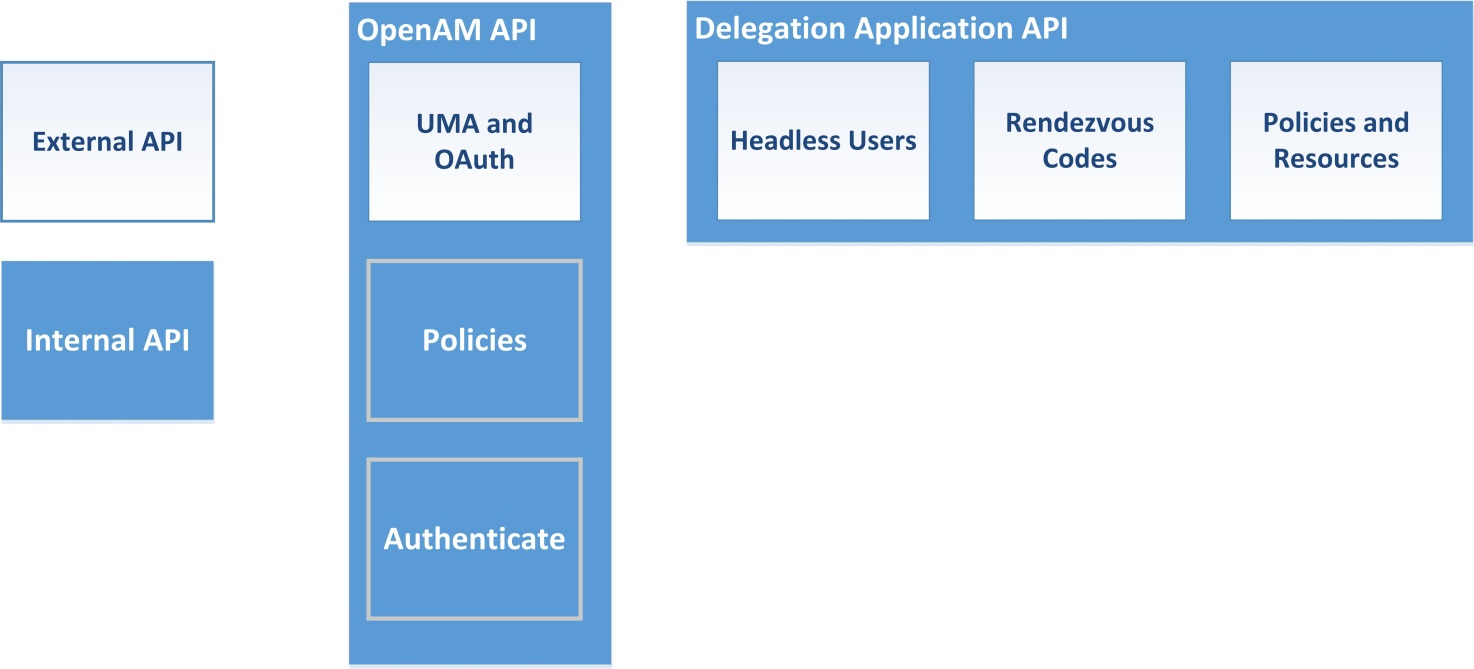 OpenAM API
Delegation Application API
External API
UMA and
OAuth
Headless Users
Rendezvous
Codes
Policies and
Resources
Internal API
Policies
Authenticate